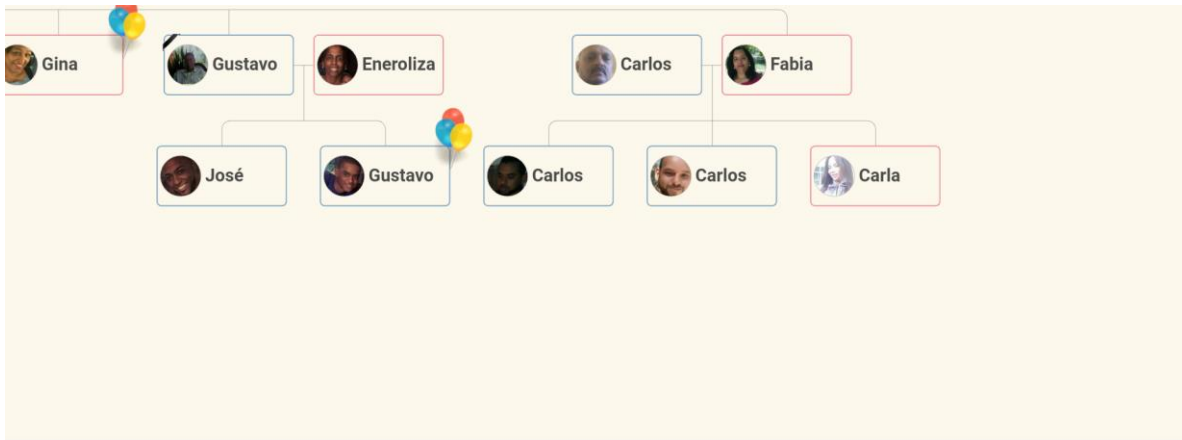 Gina
Gustavo
Eneroliza
Carlos
Fabia
José
Gustavo
Carlos
Carlos
Carla